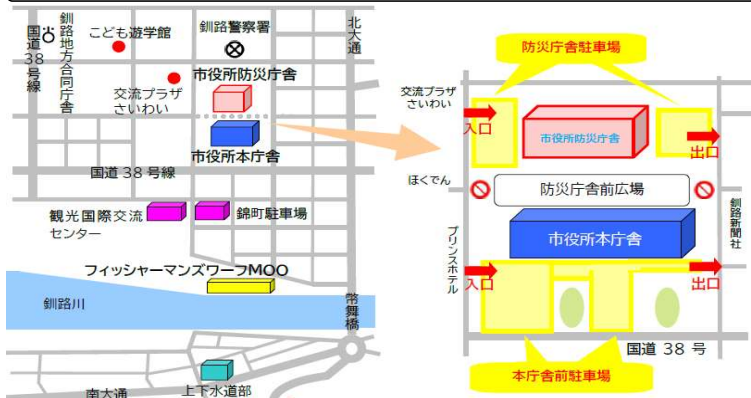 国道38号線
釧路地方合同庁舎
こども遊学館
釧路警察署
北大通
市役所防災庁舎
交流プラザ
さいわい
市役所本庁舎
国道 38 号線
観光国際交流
センター
錦町駐車場
フィッシャーマンズワーフMOO
釧路川
幣舞橋
南大通
上下水道部
防災庁舎駐車場
交流プラザ
さいわい
入口
市役所防災庁舎
出口
ほくでん
防災庁舎前広場
釧路新聞社
プリンスホテル
市役所本庁舎
入口
出口
国道 38 号
本庁舎前駐車場